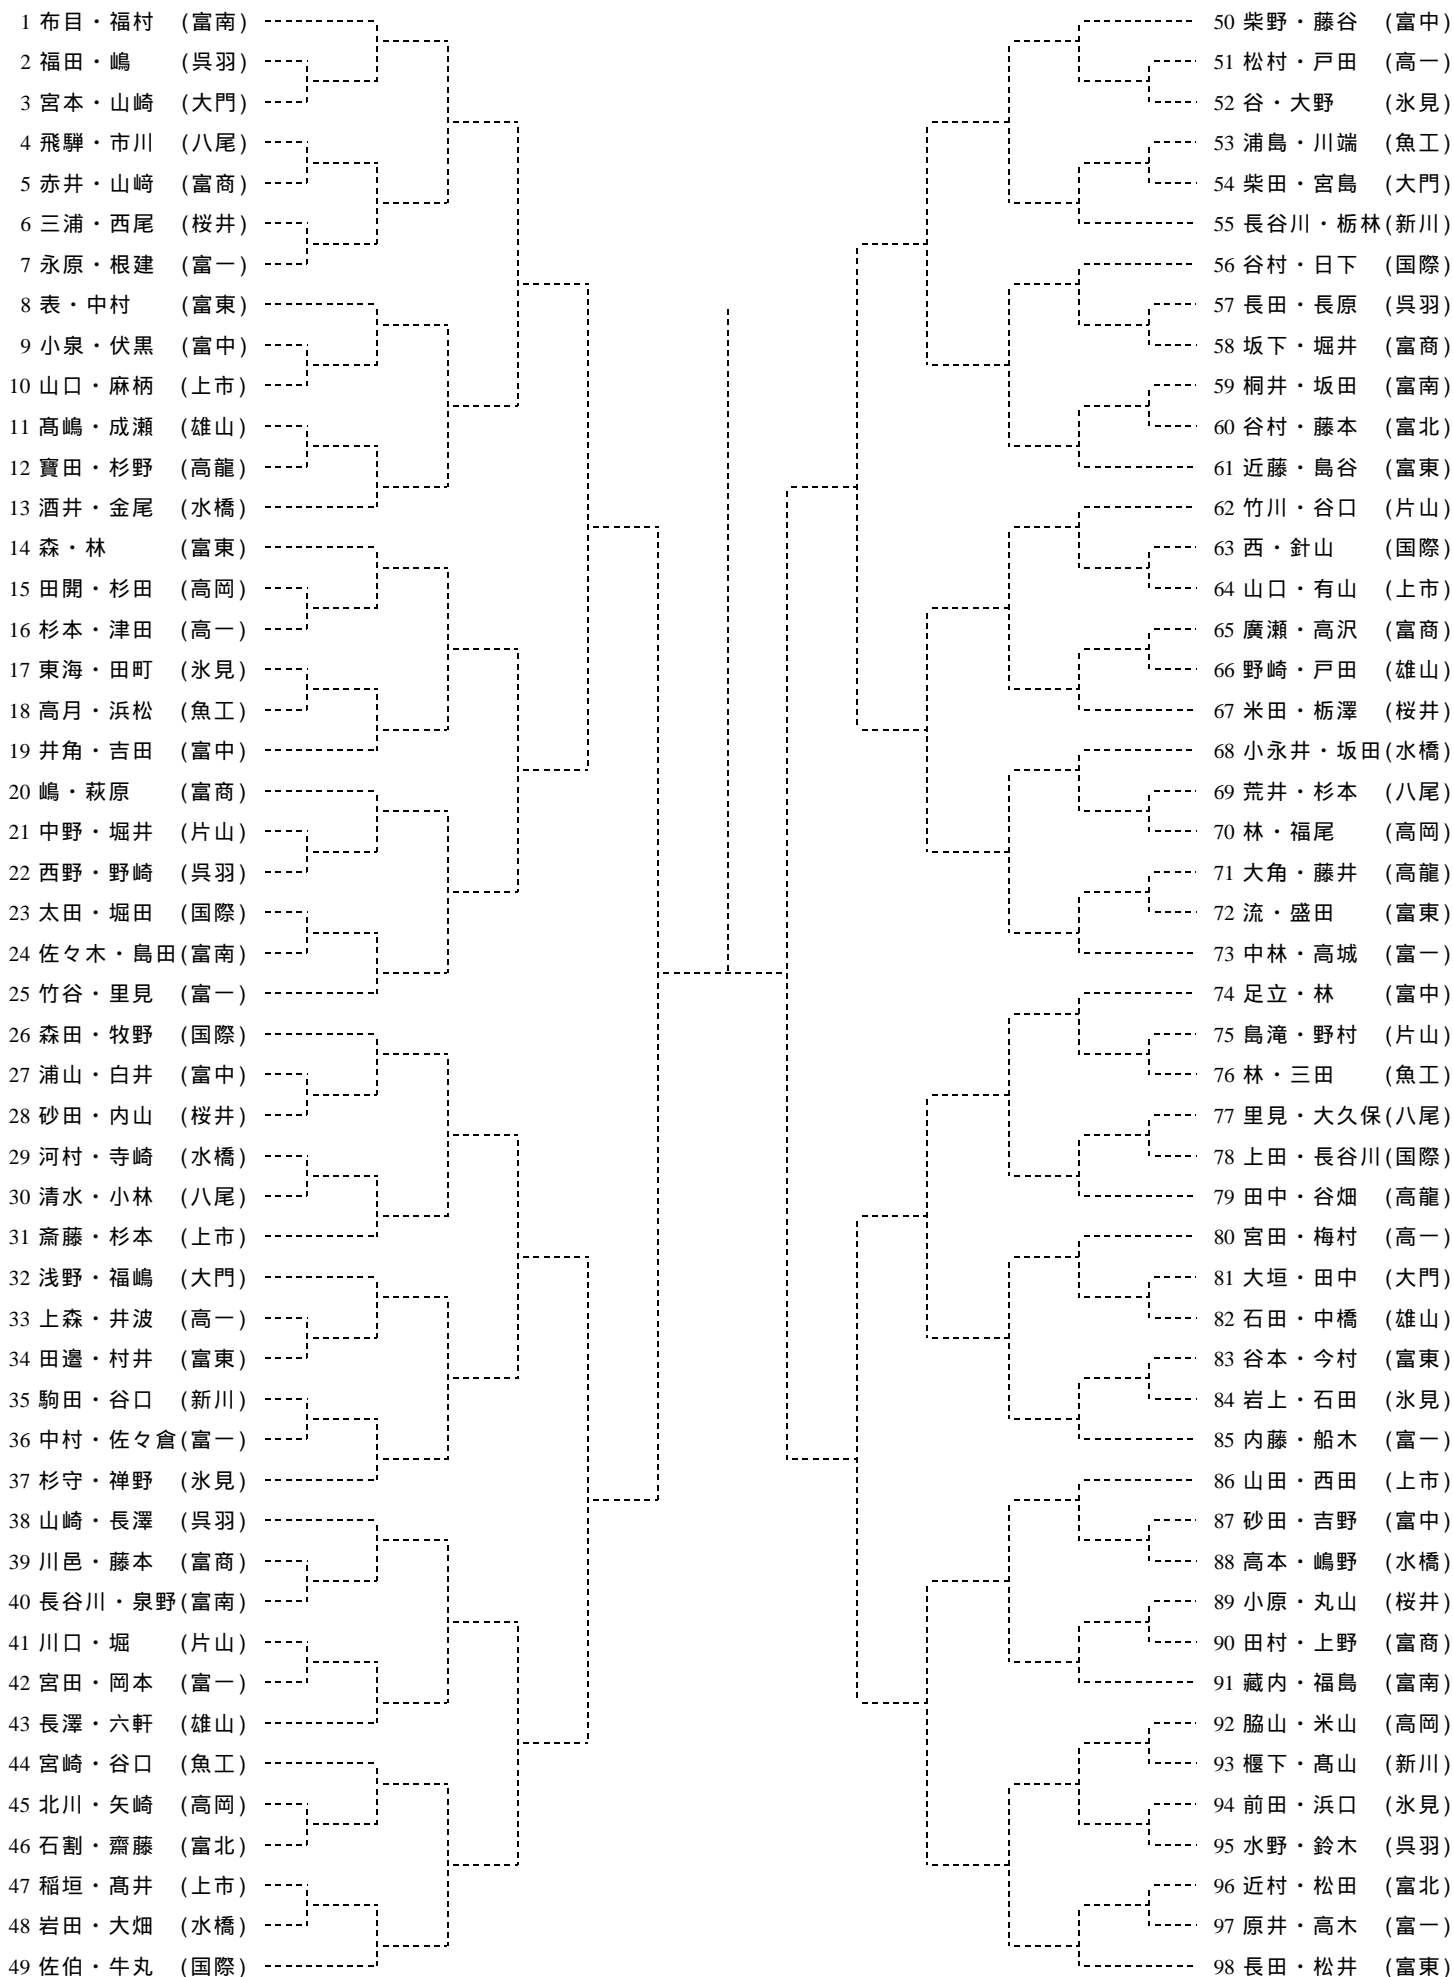 1 布目・福村 (富南)
2 福田・嶋 (呉羽)
3 宮本・山崎 (大門)
4 飛騨・市川 (八尾)
5 赤井・山﨑 (富商)
6 三浦・西尾 (桜井)
7 永原・根建 (富一)
8 表・中村 (富東)
9 小泉・伏黒 (富中)
10 山口・麻柄 (上市)
11 髙嶋・成瀬 (雄山)
12 寶田・杉野 (高龍)
13 酒井・金尾 (水橋)
14 森・林 (富東)
15 田開・杉田 (高岡)
16 杉本・津田 (高一)
17 東海・田町 (氷見)
18 高月・浜松 (魚工)
19 井角・吉田 (富中)
20 嶋・萩原 (富商)
21 中野・堀井 (片山)
22 西野・野崎 (呉羽)
23 太田・堀田 (国際)
24 佐々木・島田(富南)
25 竹谷・里見 (富一)
26 森田・牧野 (国際)
27 浦山・白井 (富中)
28 砂田・内山 (桜井)
29 河村・寺崎 (水橋)
30 清水・小林 (八尾)
31 斎藤・杉本 (上市)
32 浅野・福嶋 (大門)
33 上森・井波 (高一)
34 田邉・村井 (富東)
35 駒田・谷口 (新川)
36 中村・佐々倉(富一)
37 杉守・禅野 (氷見)
38 山崎・長澤 (呉羽)
39 川邑・藤本 (富商)
40 長谷川・泉野(富南)
41 川口・堀 (片山)
42 宮田・岡本 (富一)
43 長澤・六軒 (雄山)
44 宮崎・谷口 (魚工)
45 北川・矢崎 (高岡)
46 石割・齋藤 (富北)
47 稲垣・髙井 (上市)
48 岩田・大畑 (水橋)
49 佐伯・牛丸 (国際)
50 柴野・藤谷 (富中)
51 松村・戸田 (高一)
52 谷・大野 (氷見)
53 浦島・川端 (魚工)
54 柴田・宮島 (大門)
55 長谷川・栃林(新川)
56 谷村・日下 (国際)
57 長田・長原 (呉羽)
58 坂下・堀井 (富商)
59 桐井・坂田 (富南)
60 谷村・藤本 (富北)
61 近藤・島谷 (富東)
62 竹川・谷口 (片山)
63 西・針山 (国際)
64 山口・有山 (上市)
65 廣瀬・高沢 (富商)
66 野崎・戸田 (雄山)
67 米田・栃澤 (桜井)
68 小永井・坂田(水橋)
69 荒井・杉本 (八尾)
70 林・福尾 (高岡)
71 大角・藤井 (高龍)
72 流・盛田 (富東)
73 中林・高城 (富一)
74 足立・林 (富中)
75 島滝・野村 (片山)
76 林・三田 (魚工)
77 里見・大久保(八尾)
78 上田・長谷川(国際)
79 田中・谷畑 (高龍)
80 宮田・梅村 (高一)
81 大垣・田中 (大門)
82 石田・中橋 (雄山)
83 谷本・今村 (富東)
84 岩上・石田 (氷見)
85 内藤・船木 (富一)
86 山田・西田 (上市)
87 砂田・吉野 (富中)
88 高本・嶋野 (水橋)
89 小原・丸山 (桜井)
90 田村・上野 (富商)
91 藏内・福島 (富南)
92 脇山・米山 (高岡)
93 榎下・髙山 (新川)
94 前田・浜口 (氷見)
95 水野・鈴木 (呉羽)
96 近村・松田 (富北)
97 原井・高木 (富一)
98 長田・松井 (富東)